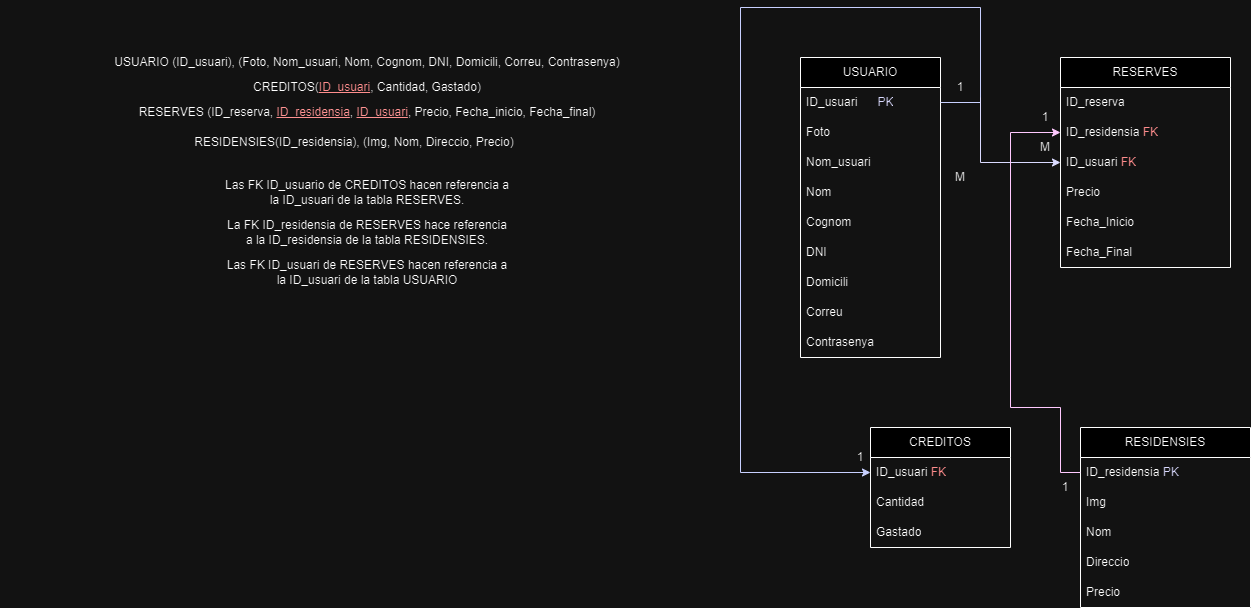 USUARIO (ID_usuari), (Foto, Nom_usuari, Nom, Cognom, DNI, Domicili, Correu, Contrasenya)
CREDITOS(ID_usuari, Cantidad, Gastado)
RESERVES (ID_reserva, ID_residensia, ID_usuari, Precio, Fecha_inicio, Fecha_final)
RESIDENSIES(ID_residensia), (Img, Nom, Direccio, Precio)
Las FK ID_usuario de CREDITOS hacen referencia a
la ID_usuari de la tabla RESERVES.
La FK ID_residensia de RESERVES hace referencia
a la ID_residensia de la tabla RESIDENSIES.
Las FK ID_usuari de RESERVES hacen referencia a
la ID_usuari de la tabla USUARIO
USUARIO
ID_usuari PK
Foto
Nom_usuari
Nom
Cognom
DNI
Domicili
Correu
Contrasenya
1
M
1
M
RESERVES
ID_reserva
ID_residensia FK
ID_usuari FK
Precio
Fecha_Inicio
Fecha_Final
1
CREDITOS
ID_usuari FK
Cantidad
Gastado
1
RESIDENSIES
ID_residensia PK
Img
Nom
Direccio
Precio